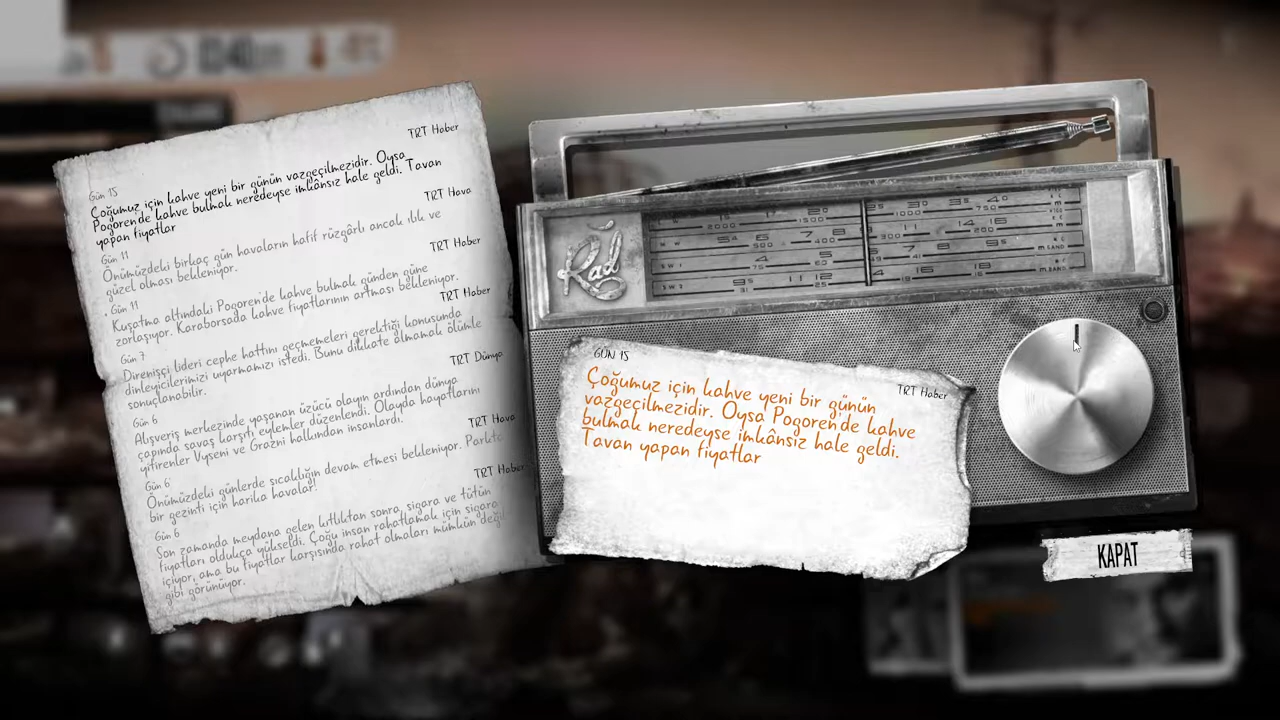 TRT Haber
Gün 15
Çoğumuz için kahve yeni bir günün vazgeçilmezidir. Oysa
Pogoren'de kahve bulmak neredeyse imkânsız hale geldi. Tavan
yapan fiyatlar
TRT Hava
Gün 11
Önümüzdeki birkaç gün havaların hafif rüzgârlı ancak ılık ve
güzel olması bekleniyor.
TRT Haber
Gün 11
Kuşatma altındaki Pogoren'de kahve bulmak günden güne
zorlaşıyor. Karaborsada kahve fiyatlarının artması bekleniyor.
TRT Haber
Gün 7
Direnişçi lideri cephe hattını geçmemeleri gerektiği konusunda
dinleyicilerimizi uyarmamızı istedi. Bunu dikkate almamak ölümle
sonuçlanabilir.
TRT Dünya
Gün 6
Alışveriş merkezinde yaşanan üzücü olayın ardından dünya
çapında savaş karşıtı eylemler düzenlendi. Olayda hayatlarını
yitirenler Vyseni ve Grazni halkından insanlardı.
TRT Hava
Gün 6
Önümüzdeki günlerde sıcaklığın devam etmesi bekleniyor. Parkta
bir gezinti için harika havalar!
TRT Haber
Gün 6
Son zamanda meydana gelen kıtlıktan sonra, sigara ve tütün
fiyatları oldukça yükseldi. Çoğu insan rahatlamak için sigara
içiyor, ama bu fiyatlar karşısında rahat olmaları mümkün değil
gibi görünüyor.
Rad
GÜN 15
TRT Haber
Çoğumuz için kahve yeni bir günün
vazgeçilmezidir. Oysa Pogoren'de kahve
bulmak neredeyse imkânsız hale geldi.
Tavan yapan fiyatlar
KAPAT